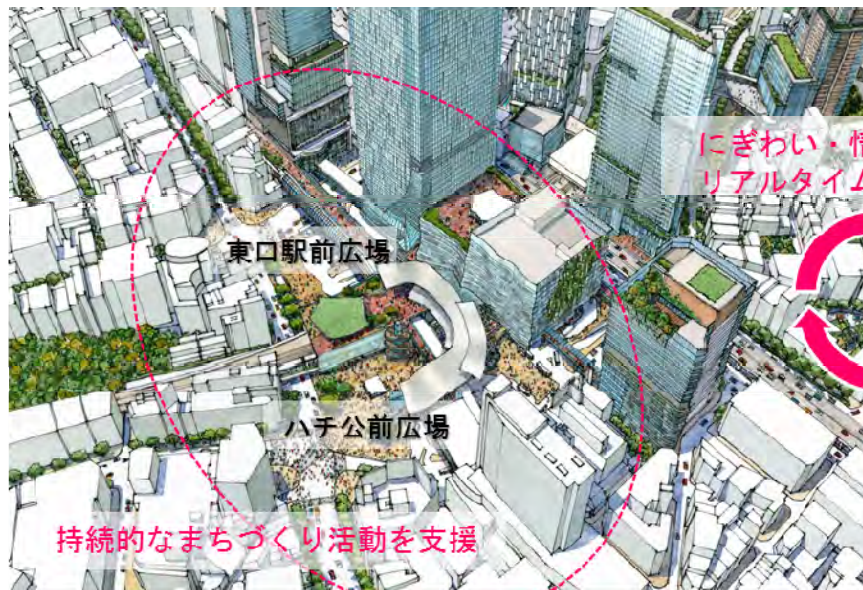 にぎわい・情
リアルタイム
東口駅前広場
ハチ公前広場
持続的なまちづくり活動を支援